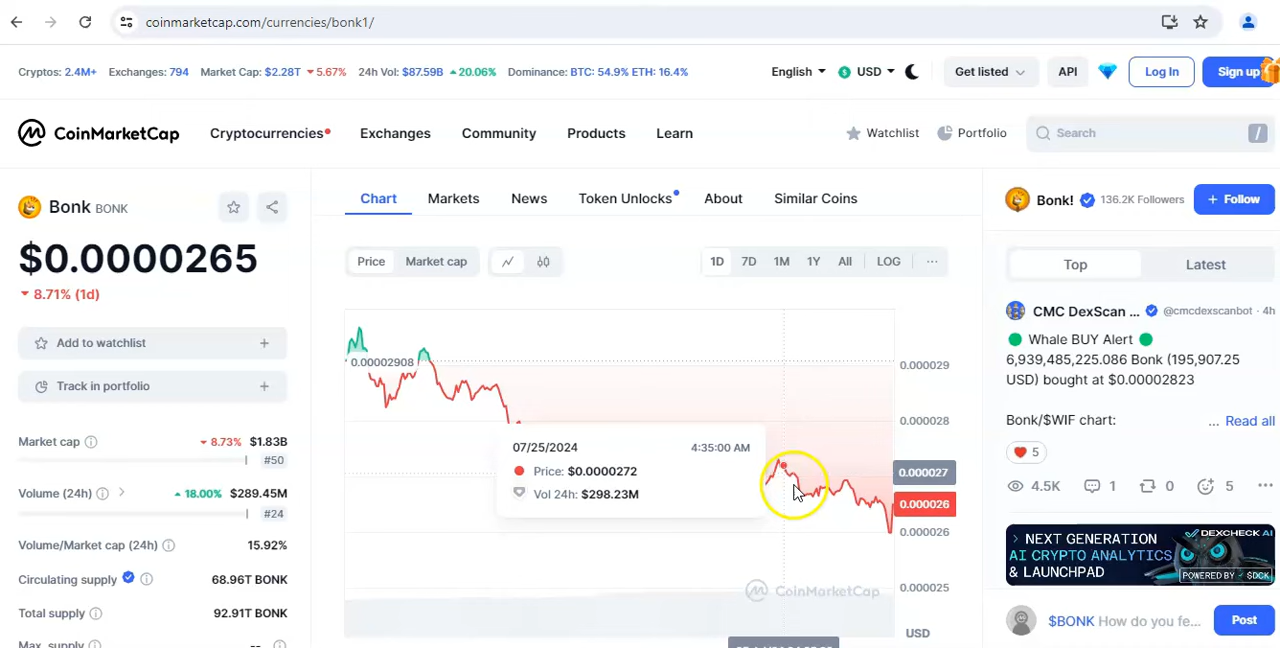 coinmarketcap.com/currencies/bonk1/
Cryptos: 2.4M+ Exchanges: 794 Market Cap: $2.28T 5.67% 24h Vol: $87.59B 20.06% Dominance: BTC: 54.9% ETH: 16.4% English USD Get listed API Log In Sign up
CoinMarketCap Cryptocurrencies Exchanges Community Products Learn Watchlist Portfolio Search /
Bonk BONK
$0.0000265
8.71% (1d)
Add to watchlist +
Track in portfolio +
Market cap 8.73% $1.83B
#50
Volume (24h) 18.00% $289.45M
#24
Volume/Market cap (24h) 15.92%
Circulating supply 68.96T BONK
Total supply 92.91T BONK
Max. supply --
Chart Markets News Token Unlocks About Similar Coins
Price Market cap 1D 7D 1M 1Y All LOG ...
0.00002908
0.000029
0.000028
07/25/2024 4:35:00 AM
Price: $0.0000272
Vol 24h: $298.23M
0.000027
0.000026
0.000026
0.000025
CoinMarketCap
USD
Bonk! 136.2K Followers + Follow
Top Latest
CMC DexScan ... @cmcdexscanbot · 4h
Whale BUY Alert
6,939,485,225.086 Bonk (195,907.25
USD) bought at $0.00002823
Bonk/$WIF chart: ... Read all
5
4.5K 1 0 5 ...
NEXT GENERATION
AI CRYPTO ANALYTICS
& LAUNCHPAD
DEXCHECK AI
POWERED BY - $DCK
$BONK How do you fe... Post